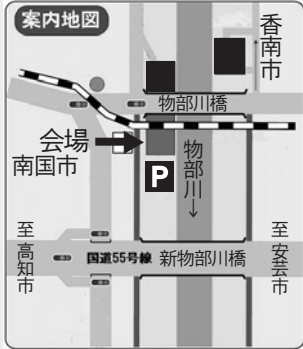 案内地図
香南市
物部川橋
会場
南国市
物部川→
P
至高知市
国道55号線
新物部川橋
至安芸市